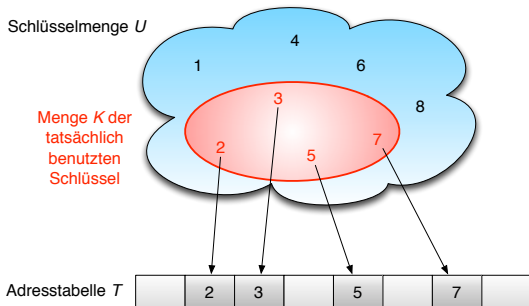 Schlüsselmenge U
4
1
6
8
Menge K der
tatsächlich
benutzten
Schlüssel
3
2
5
7
Adresstabelle T
2
3
5
7